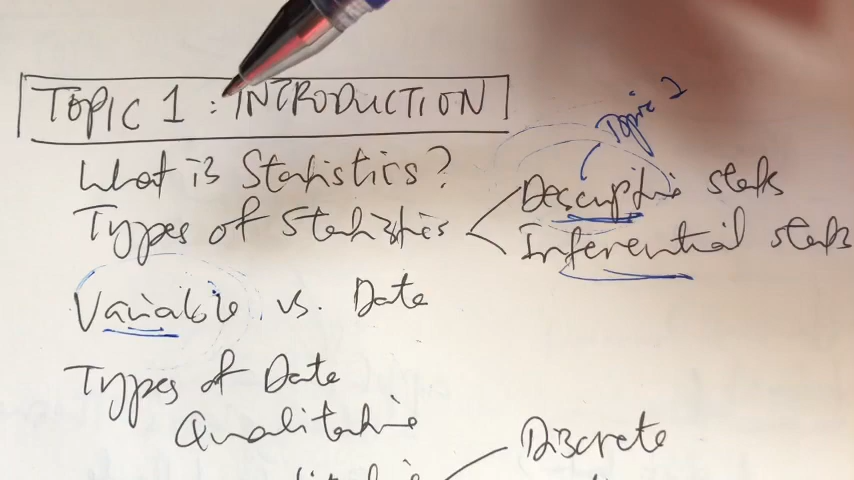 TOPIC 1 : INTRODUCTION
Topic 2
What is Statistics?
Descriptive stats
Types of Statistics
Inferential stats
Variable vs. Data
Types of Data
Qualitative
Discrete